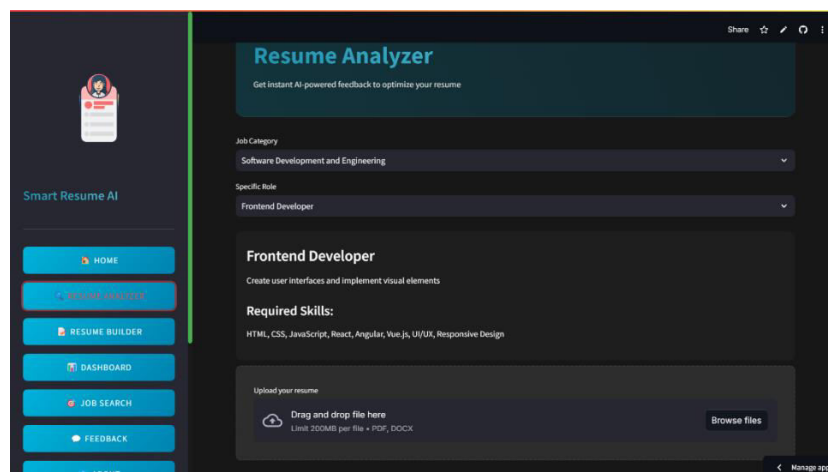 Share
Resume Analyzer
Get instant AI-powered feedback to optimize your resume
Job Category
Software Development and Engineering
Specific Role
Frontend Developer
Frontend Developer
Create user interfaces and implement visual elements
Required Skills:
HTML, CSS, JavaScript, React, Angular, Vue.js, UI/UX, Responsive Design
Upload your resume
Drag and drop file here
Limit 200MB per file • PDF, DOCX
Browse files
Manage app
Smart Resume AI
HOME
RESUME ANALYZER
RESUME BUILDER
DASHBOARD
JOB SEARCH
FEEDBACK